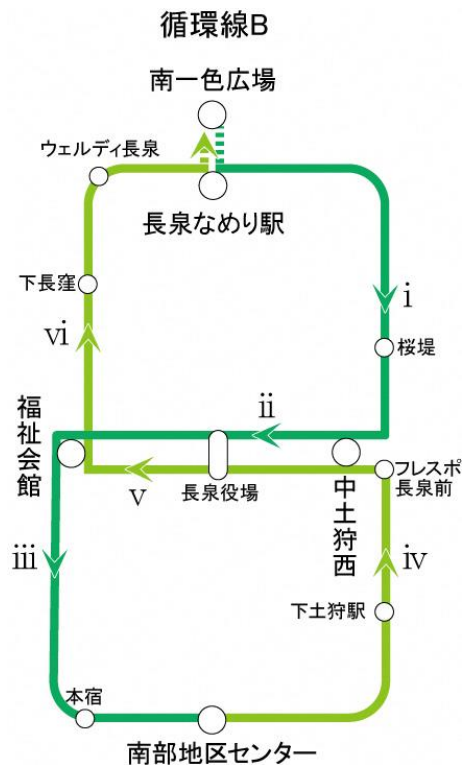 循環線B
南一色広場
ウェルディ長泉
長泉なめり駅
下長窪
i
桜堤
vi
福祉会館
ii
フレスポ
長泉前
v
長泉役場
中土狩西
iii
iv
下土狩駅
本宿
南部地区センター